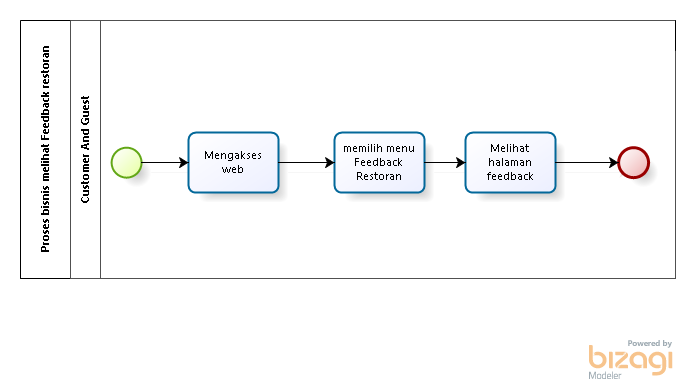 Proses bisnis melihat Feedback restoran
Customer And Guest
Mengakses
web
memilih menu
Feedback
Restoran
Melihat
halaman
feedback
Powered by
bizagi
Modeler